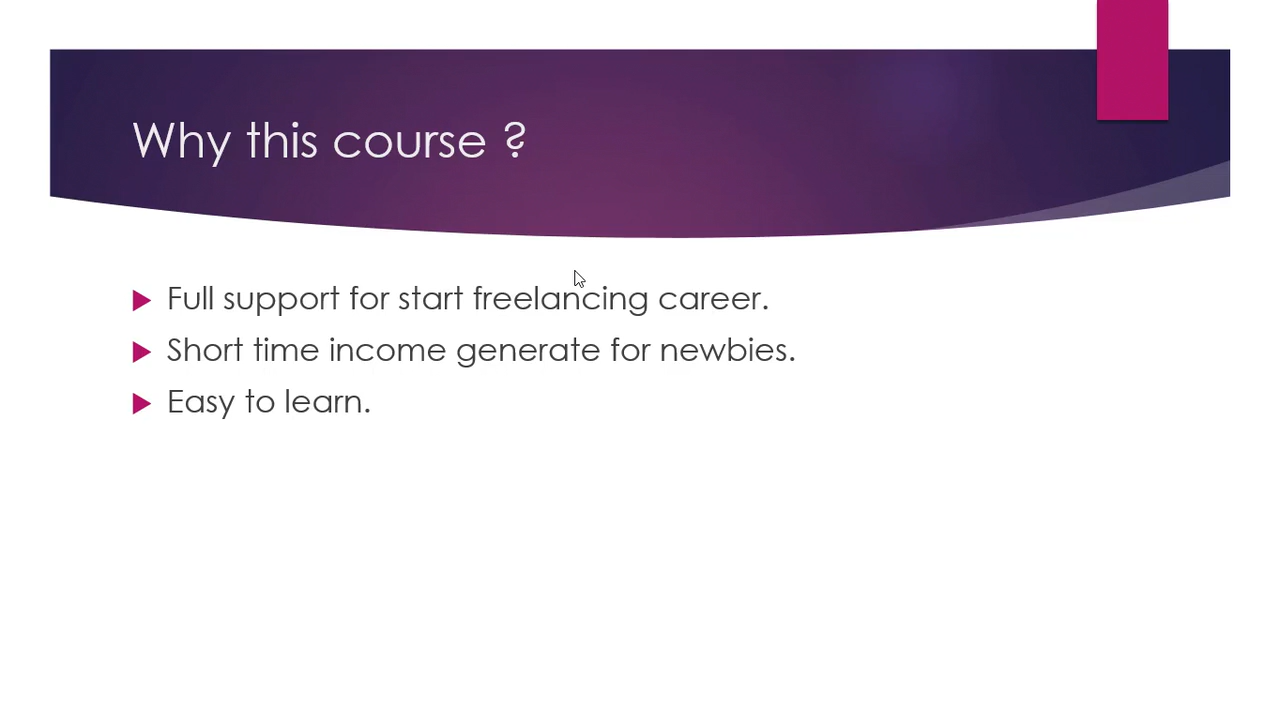 Why this course ?
Full support for start freelancing career.
Short time income generate for newbies.
Easy to learn.